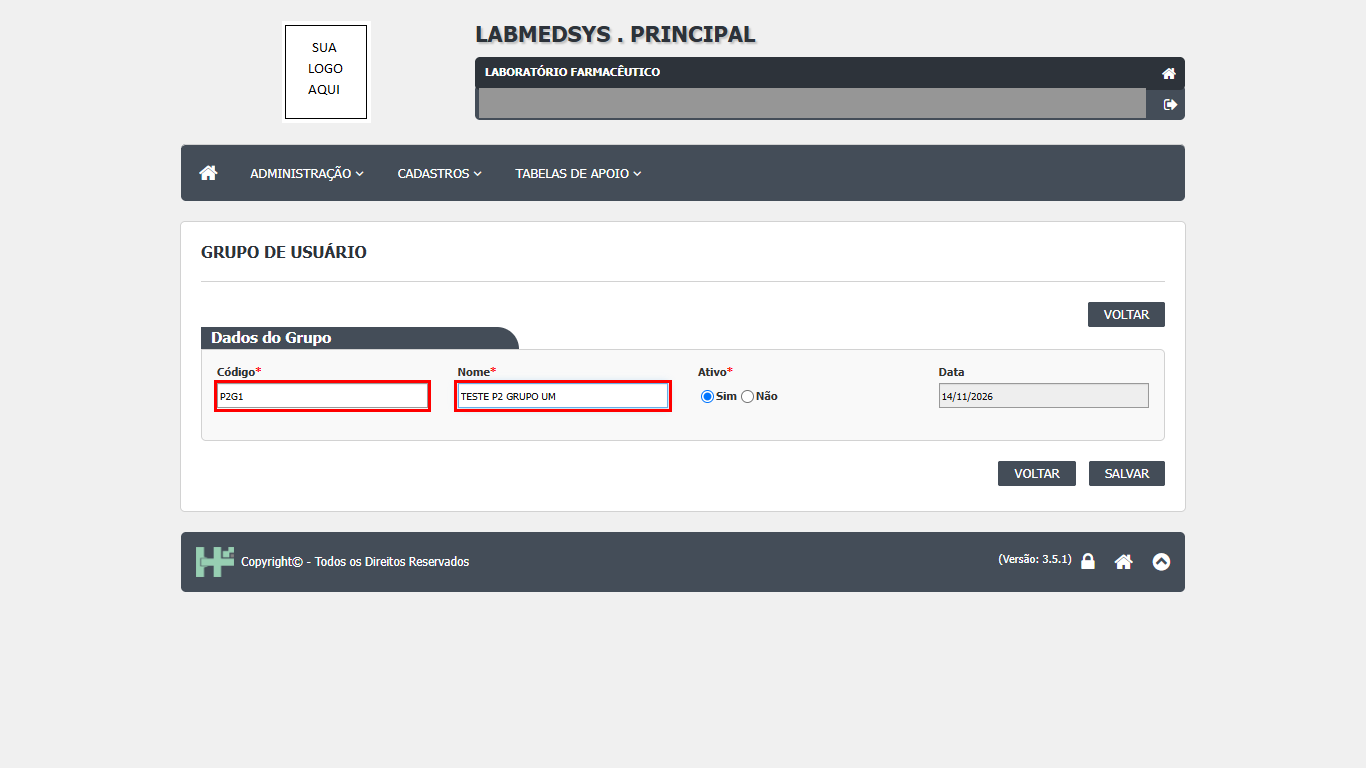 SUA
LOGO
AQUI
LABMEDSYS . PRINCIPAL
LABORATÓRIO FARMACÊUTICO
ADMINISTRAÇÃO CADASTROS TABELAS DE APOIO
GRUPO DE USUÁRIO
VOLTAR
Dados do Grupo
Código* Nome* Ativo* Data
P2G1 TESTE P2 GRUPO UM Sim Não 14/11/2026
VOLTAR SALVAR
Copyright© - Todos os Direitos Reservados (Versão: 3.5.1)